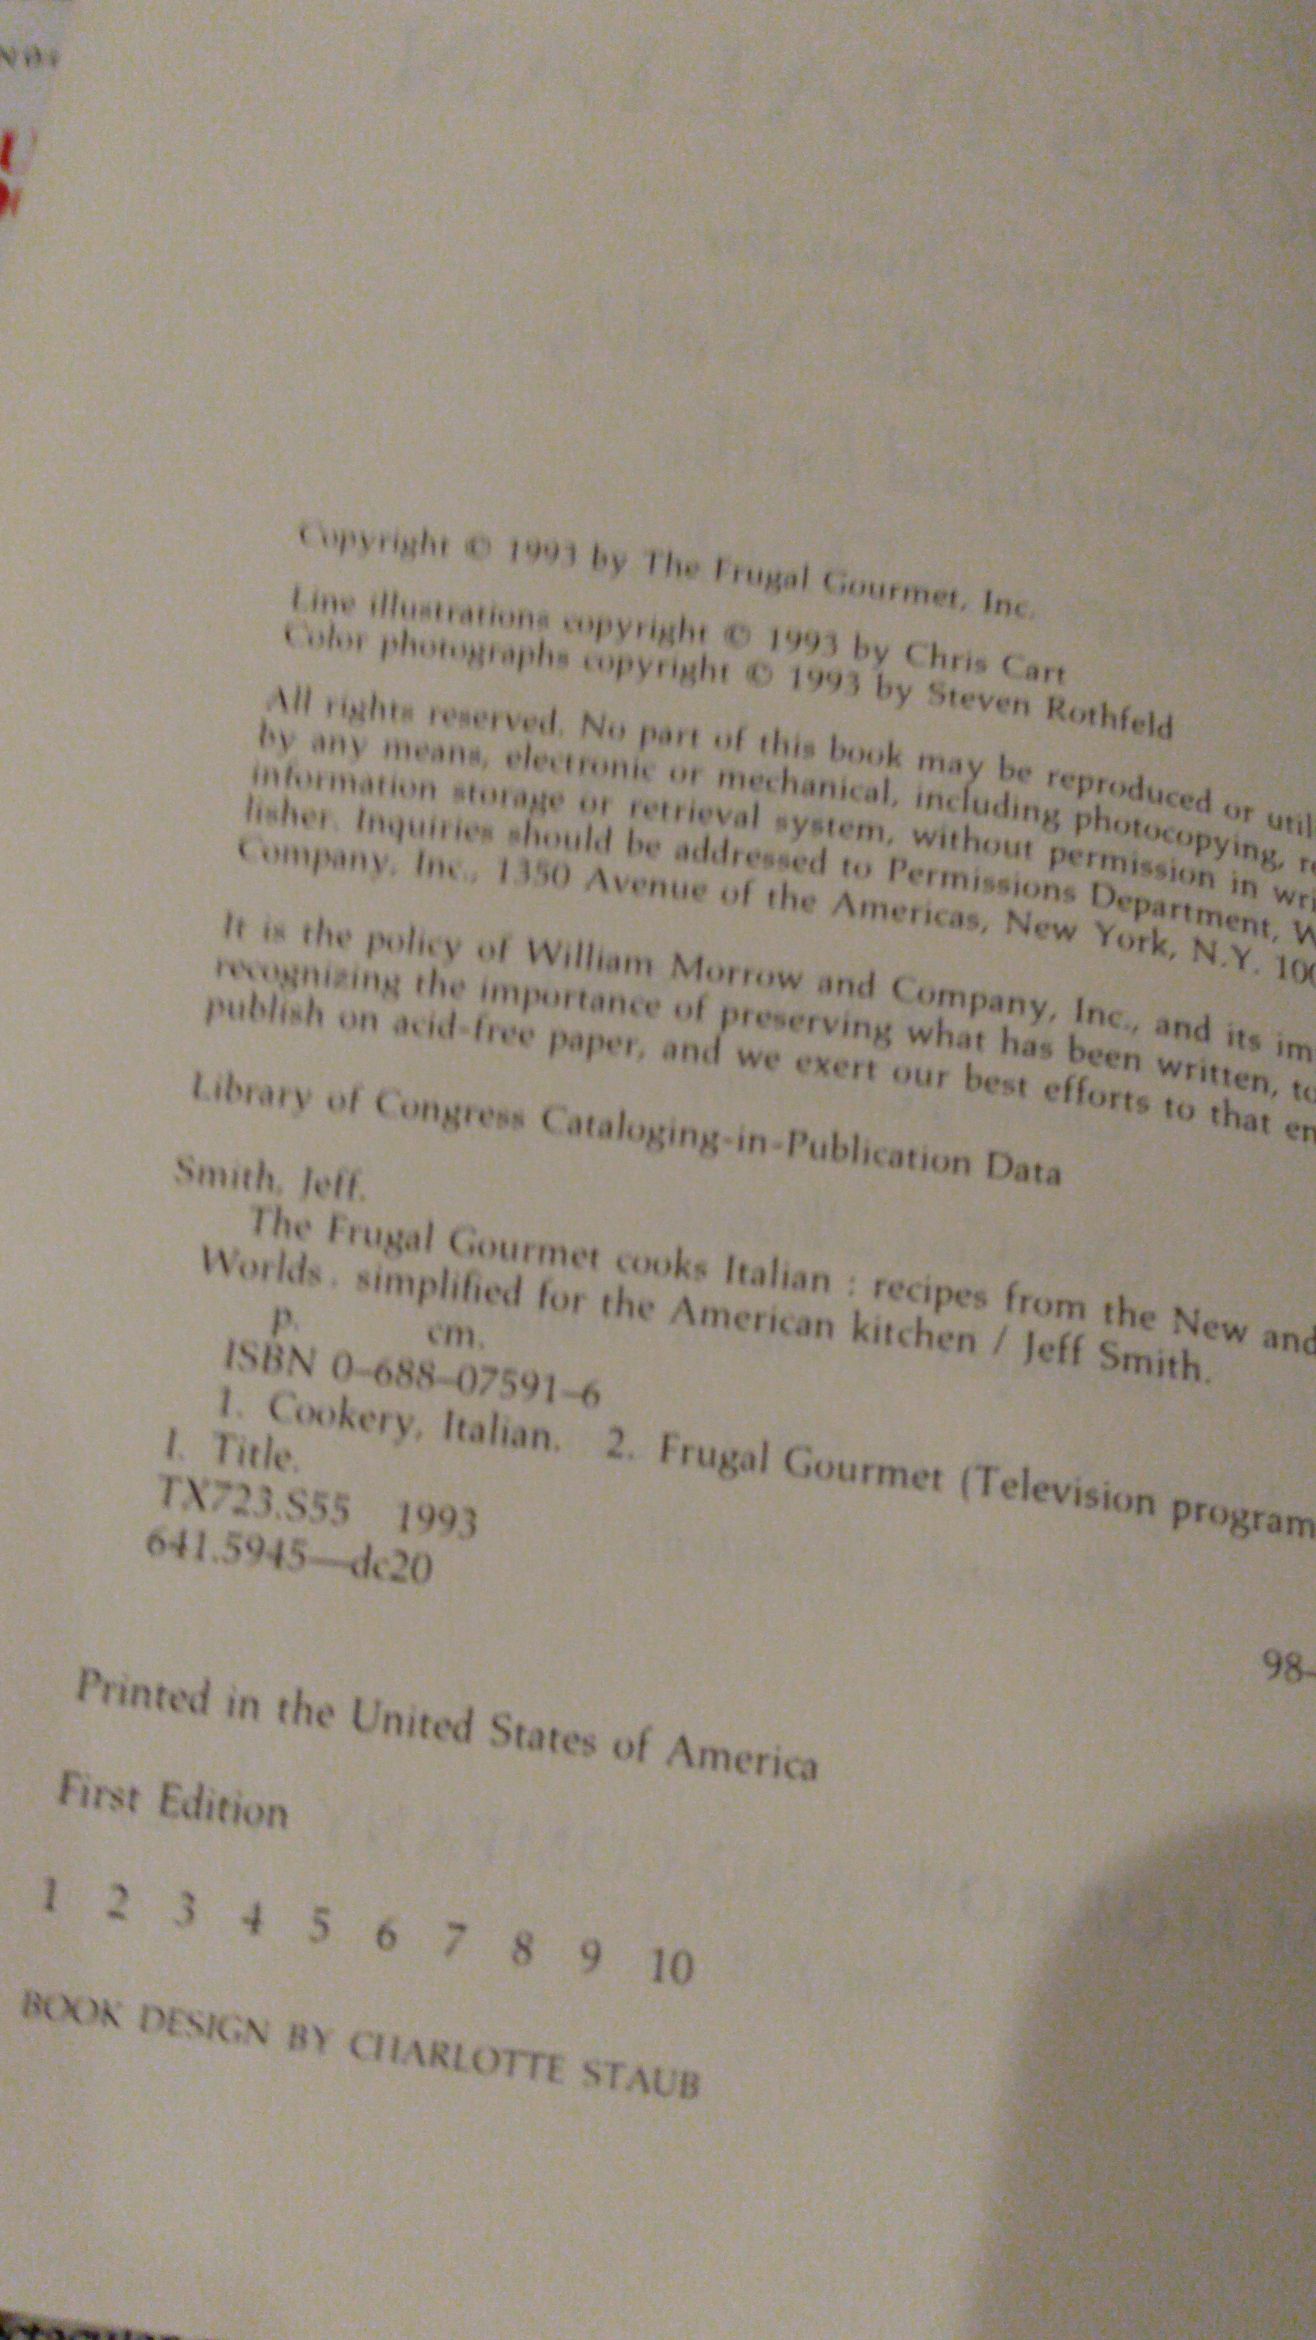 Copyright © 1993 by The Frugal Gourmet, Inc.
Line illustrations copyright © 1993 by Chris Cart
Color photographs copyright © 1993 by Steven Rothfeld
All rights reserved. No part of this book may be reproduced or util
by any means, electronic or mechanical, including photocopying, re
information storage or retrieval system, without permission in wri
lisher. Inquiries should be addressed to Permissions Department, W
Company, Inc., 1350 Avenue of the Americas, New York, N.Y. 100
It is the policy of William Morrow and Company, Inc., and its im
recognizing the importance of preserving what has been written, to
publish on acid-free paper, and we exert our best efforts to that en
Library of Congress Cataloging-in-Publication Data
Smith, Jeff.
The Frugal Gourmet cooks Italian : recipes from the New and
Worlds, simplified for the American kitchen / Jeff Smith.
p. cm.
ISBN 0-688-07591-6
1. Cookery, Italian. 2. Frugal Gourmet (Television program
I. Title.
TX723.S55 1993
641.5945—dc20
98-
Printed in the United States of America
First Edition
1 2 3 4 5 6 7 8 9 10
BOOK DESIGN BY CHARLOTTE STAUB